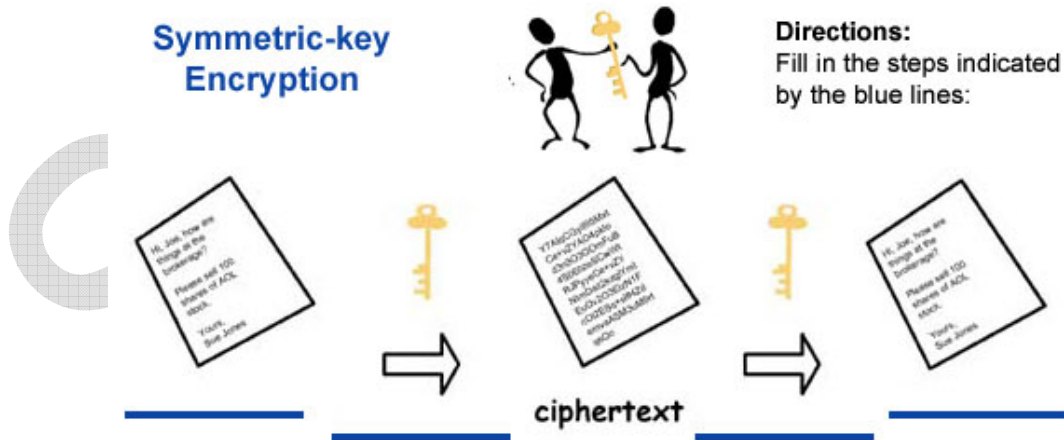 Symmetric-key
Encryption
Directions:
Fill in the steps indicated
by the blue lines:
Hi, Joe, how are
things at the
brokerage?
Please sell 100
shares of AOL
stock.
Yours,
Sue Jones
Hi, Joe, how are
things at the
brokerage?
Please sell 100
shares of AOL
stock.
Yours,
Sue Jones
ciphertext